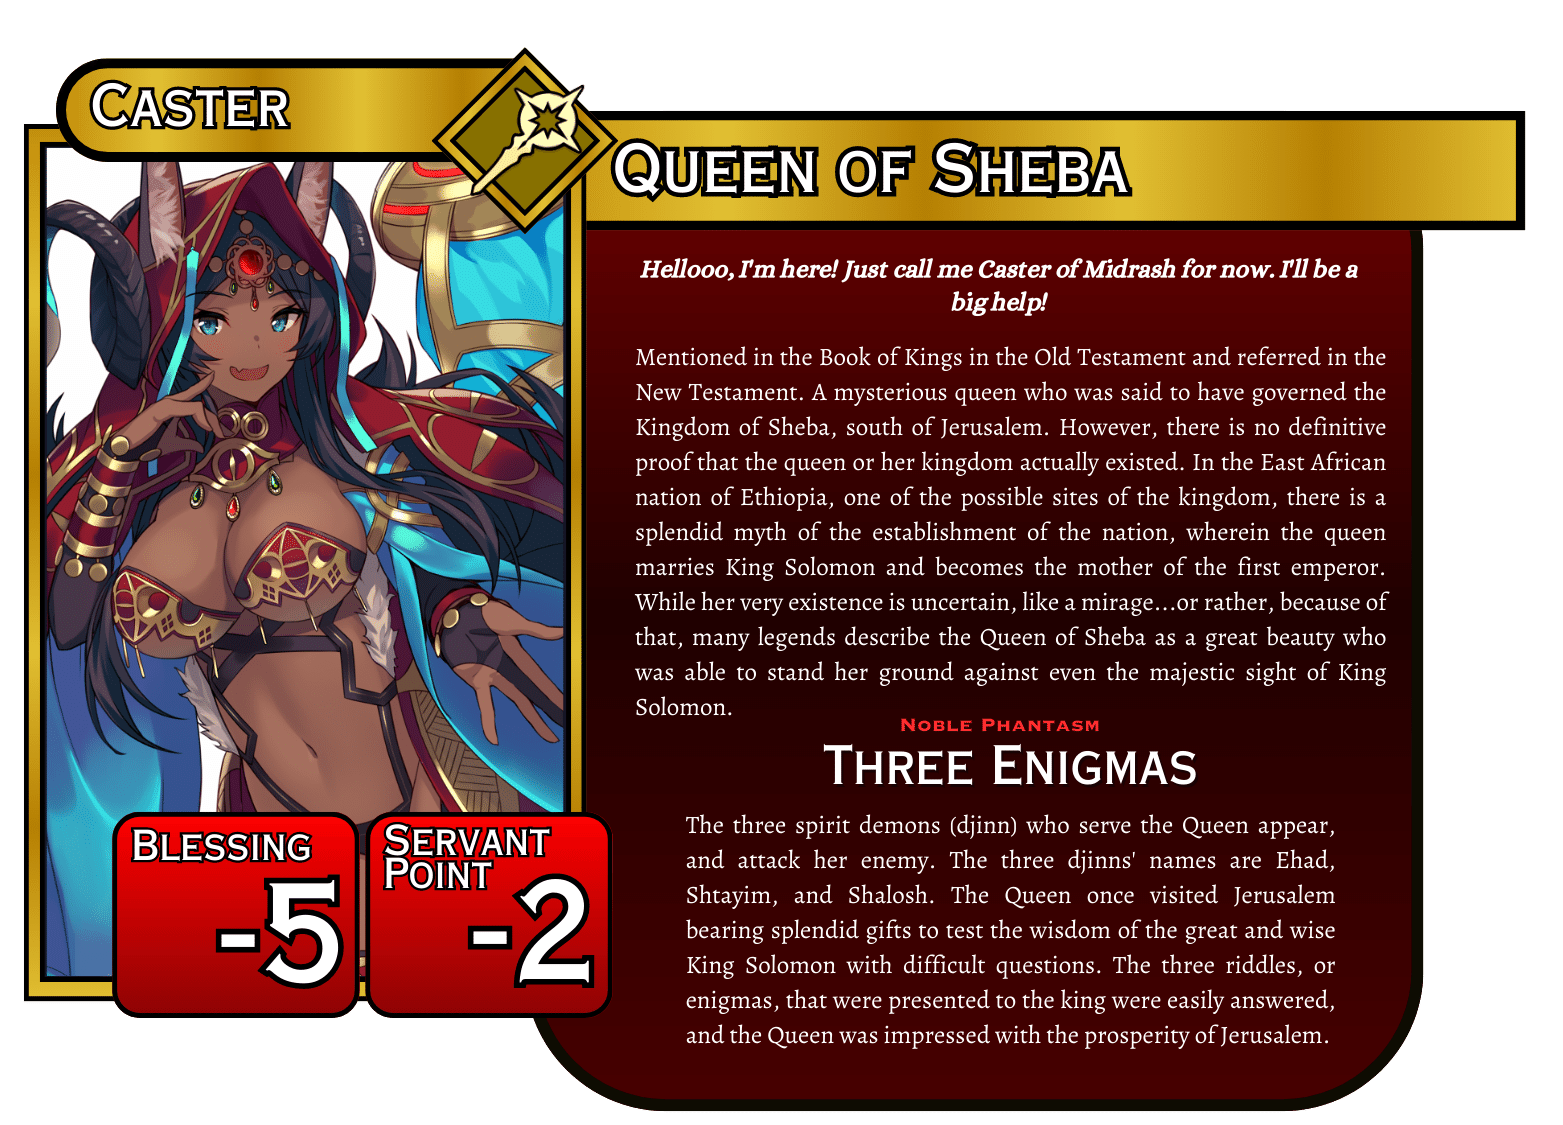 CASTER
QUEEN OF SHEBA
Hellooo, I'm here! Just call me Caster of Midrash for now. I'll be a
big help!
Mentioned in the Book of Kings in the Old Testament and referred in the
New Testament. A mysterious queen who was said to have governed the
Kingdom of Sheba, south of Jerusalem. However, there is no definitive
proof that the queen or her kingdom actually existed. In the East African
nation of Ethiopia, one of the possible sites of the kingdom, there is a
splendid myth of the establishment of the nation, wherein the queen
marries King Solomon and becomes the mother of the first emperor.
While her very existence is uncertain, like a mirage...or rather, because of
that, many legends describe the Queen of Sheba as a great beauty who
was able to stand her ground against even the majestic sight of King
Solomon.
NOBLE PHANTASM
THREE ENIGMAS
The three spirit demons (djinn) who serve the Queen appear,
and attack her enemy. The three djinns' names are Ehad,
Shtayim, and Shalosh. The Queen once visited Jerusalem
bearing splendid gifts to test the wisdom of the great and wise
King Solomon with difficult questions. The three riddles, or
enigmas, that were presented to the king were easily answered,
and the Queen was impressed with the prosperity of Jerusalem.
BLESSING
-5
SERVANT
POINT
-2